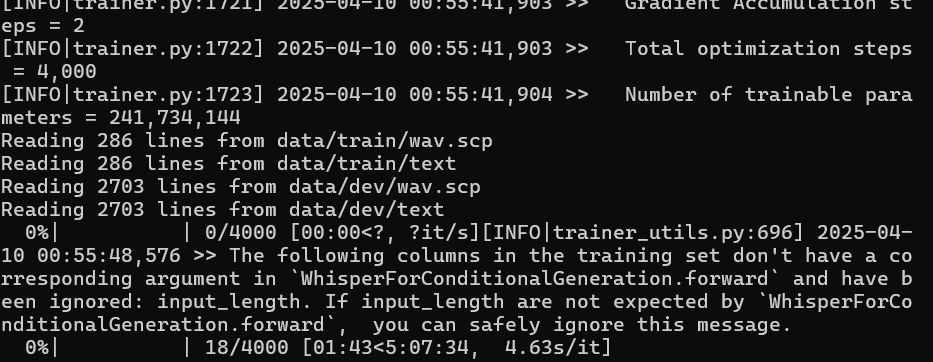 [INFO|trainer.py:1721] 2025-04-10 00:55:41,903 >>   Gradient Accumulation st
eps = 2
[INFO|trainer.py:1722] 2025-04-10 00:55:41,903 >>   Total optimization steps
 = 4,000
[INFO|trainer.py:1723] 2025-04-10 00:55:41,904 >>   Number of trainable para
meters = 241,734,144
Reading 286 lines from data/train/wav.scp
Reading 286 lines from data/train/text
Reading 2703 lines from data/dev/wav.scp
Reading 2703 lines from data/dev/text
  0%|          | 0/4000 [00:00<?, ?it/s][INFO|trainer_utils.py:696] 2025-04-
10 00:55:48,576 >> The following columns in the training set don't have a co
rresponding argument in `WhisperForConditionalGeneration.forward` and have b
een ignored: input_length. If input_length are not expected by `WhisperForCo
nditionalGeneration.forward`,  you can safely ignore this message.
  0%|          | 18/4000 [01:43<5:07:34,  4.63s/it]